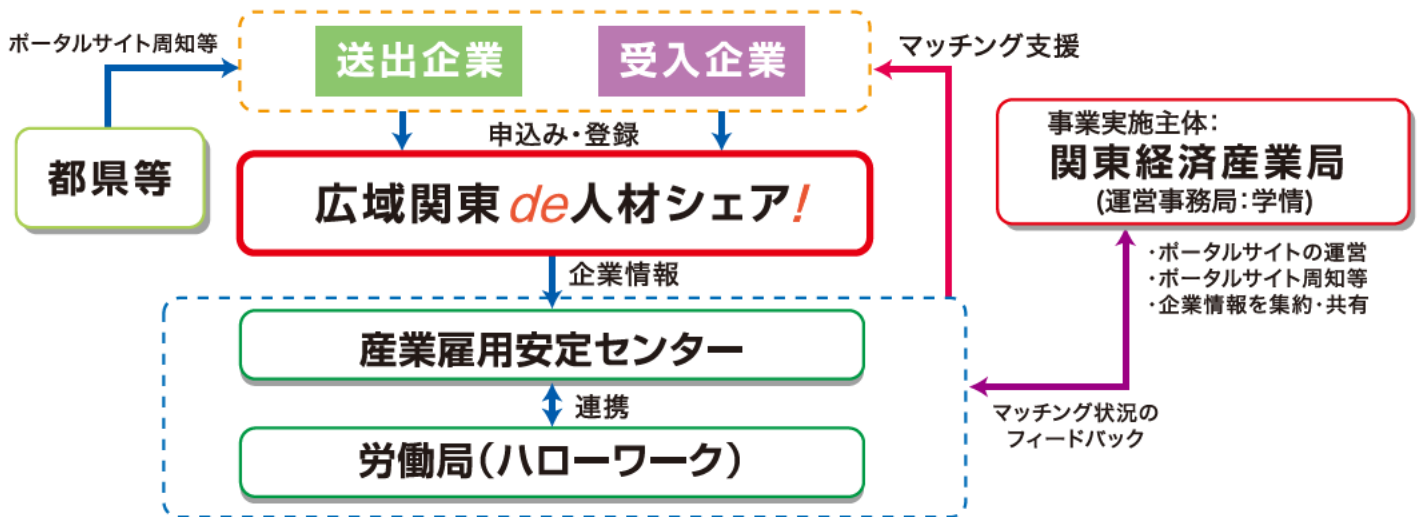 ポータルサイト周知等
送出企業
受入企業
マッチング支援
都県等
申込み・登録
広域関東de人材シェア!
事業実施主体:
関東経済産業局
(運営事務局:学情)
企業情報
・ポータルサイトの運営
・ポータルサイト周知等
・企業情報を集約・共有
産業雇用安定センター
連携
労働局(ハローワーク)
マッチング状況の
フィードバック